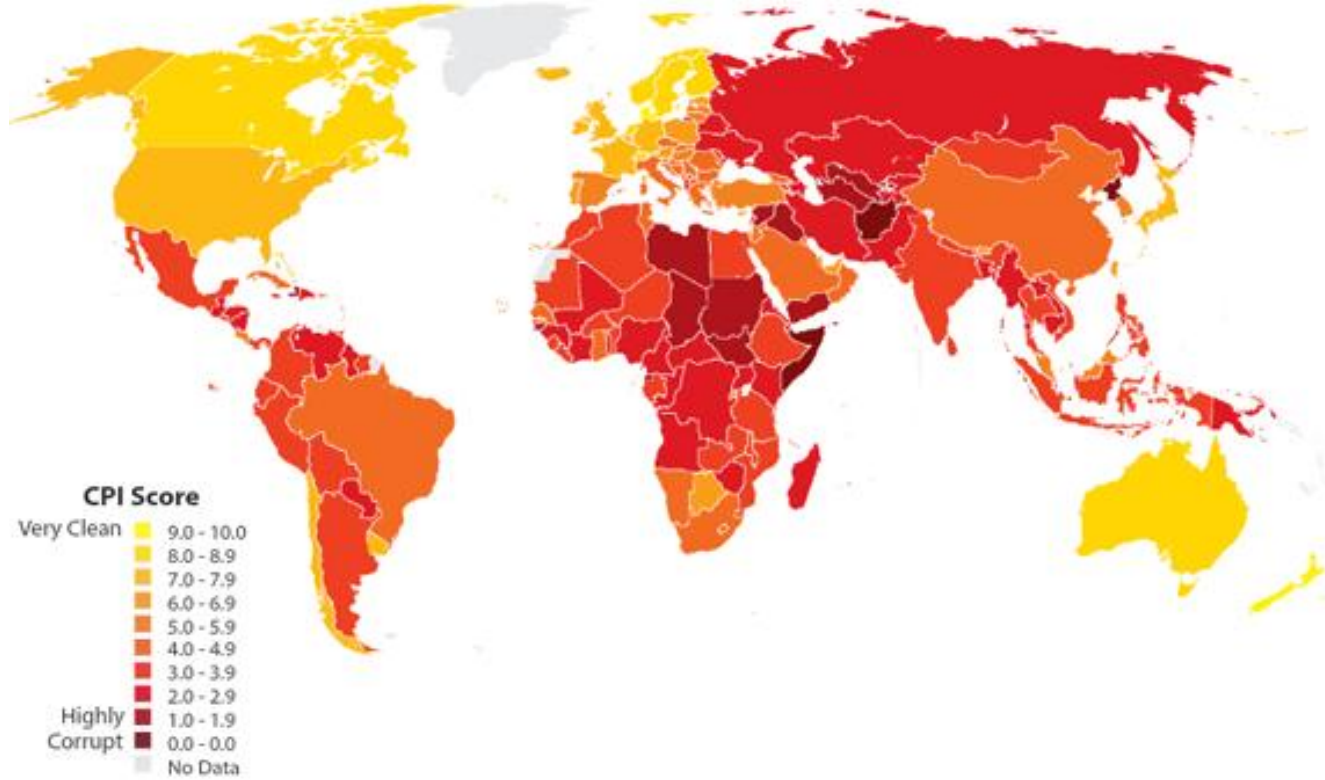 CPI Score
Very Clean
9.0 - 10.0
8.0 - 8.9
7.0 - 7.9
6.0 - 6.9
5.0 - 5.9
4.0 - 4.9
3.0 - 3.9
2.0 - 2.9
Highly
Corrupt
1.0 - 1.9
0.0 - 0.0
No Data